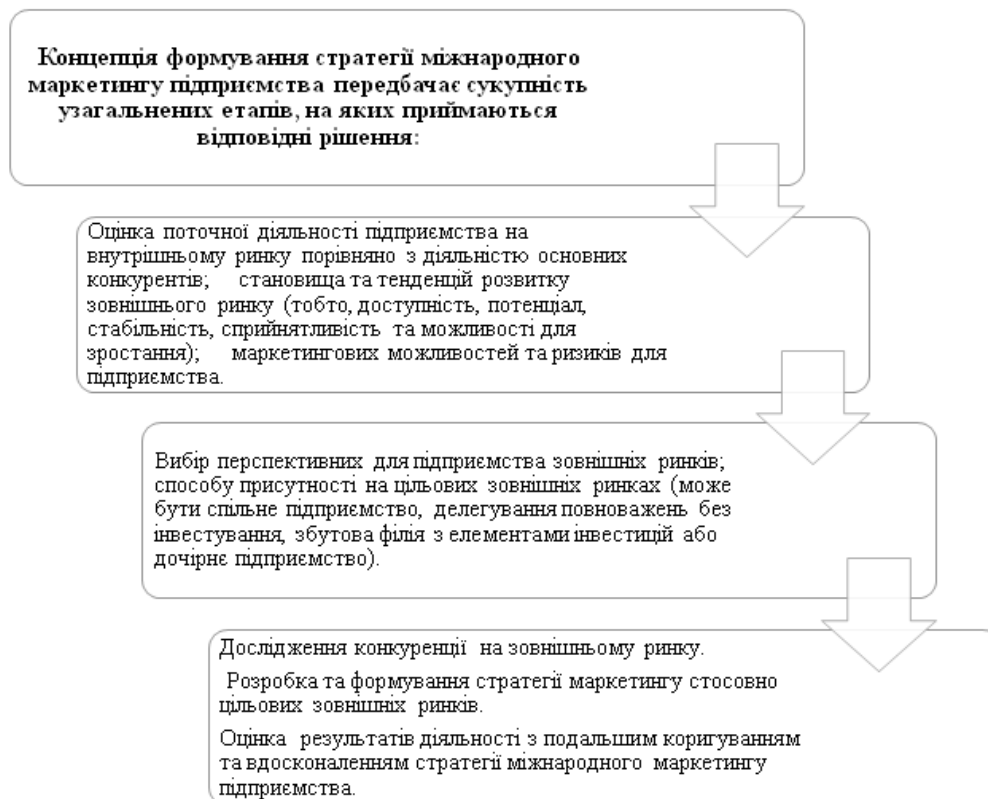 Концепція формування стратегії міжнародного
маркетингу підприємства передбачає сукупність
узагальнених етапів, на яких приймаються
відповідні рішення:
Оцінка поточної діяльності підприємства на
внутрішньому ринку порівняно з діяльністю основних
конкурентів; становища та тенденцій розвитку
зовнішнього ринку (тобто, доступність, потенціал,
стабільність, сприйнятливість та можливості для
зростання); маркетингових можливостей та ризиків для
підприємства.
Вибір перспективних для підприємства зовнішніх ринків;
способу присутності на цільових зовнішніх ринках (може
бути спільне підприємство, делегування повноважень без
інвестування, збутова філія з елементами інвестицій або
дочірнє підприємство).
Дослідження конкуренції на зовнішньому ринку.
Розробка та формування стратегії маркетингу стосовно
цільових зовнішніх ринків.
Оцінка результатів діяльності з подальшим коригуванням
та вдосконаленням стратегії міжнародного маркетингу
підприємства.